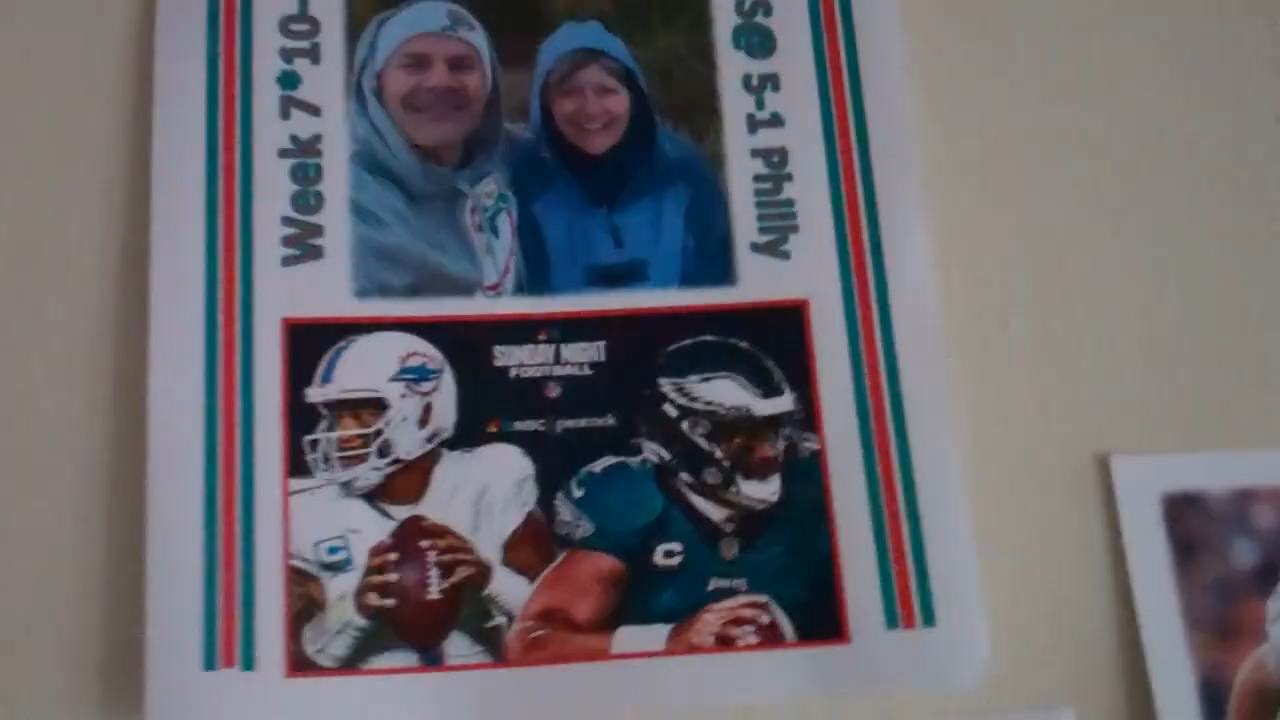 Week 7*10-
S@ 5-1 Philly
SUNDAY NIGHT
FOOTBALL
NBC peacock
C
C